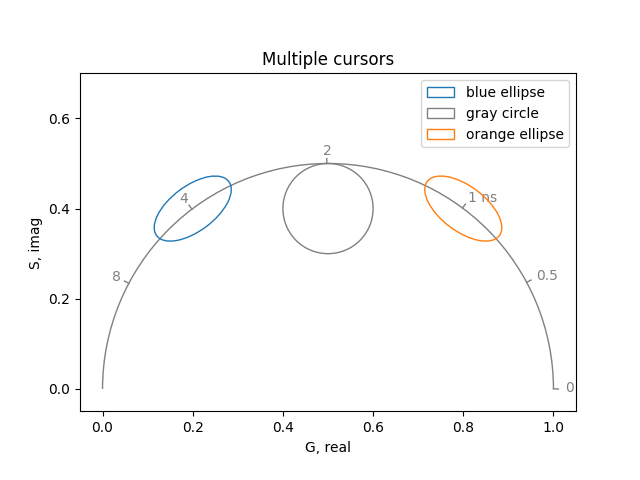 Multiple cursors
blue ellipse
gray circle
orange ellipse
0.6
0.4
0.2
0.0
S, imag
2
4
1 ns
8
0.5
0
0.0
0.2
0.4
0.6
0.8
1.0
G, real